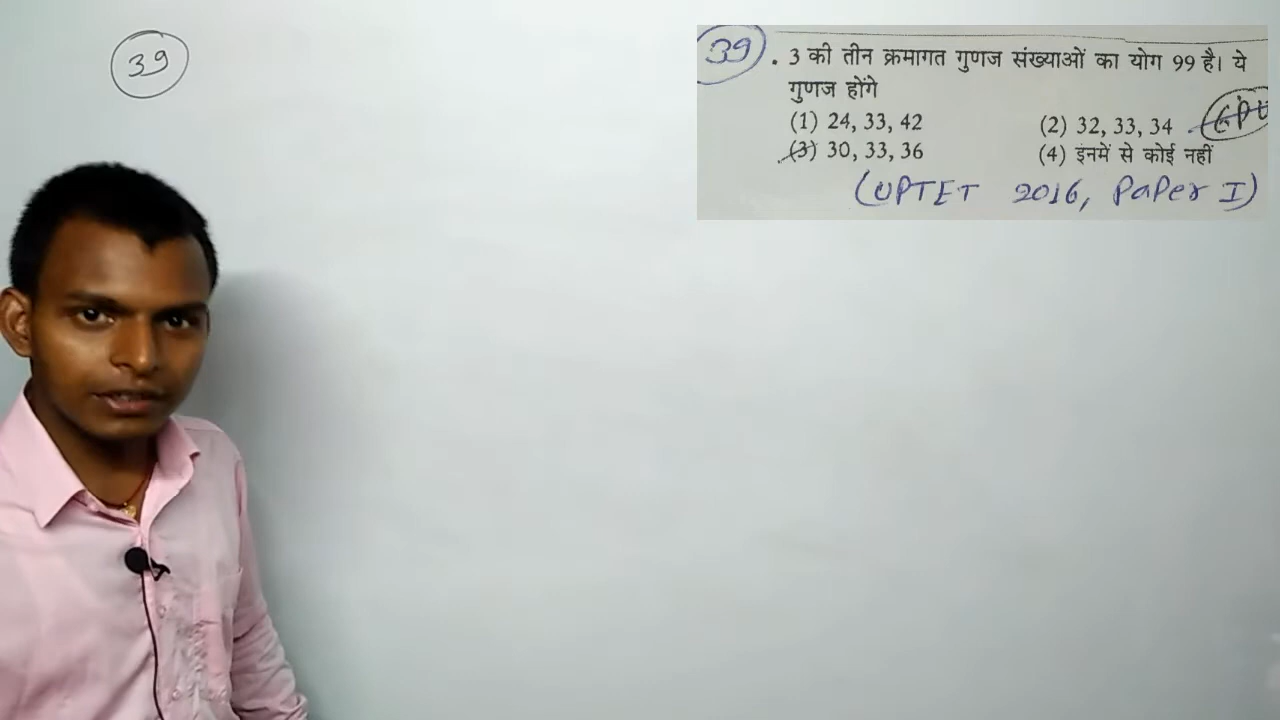 39
39 . 3 की तीन क्रमागत गुणज संख्याओं का योग 99 है। ये
गुणज होंगे
(1) 24, 33, 42 (2) 32, 33, 34
(3) 30, 33, 36 (4) इनमें से कोई नहीं
(UPTET 2016, PaPer I)